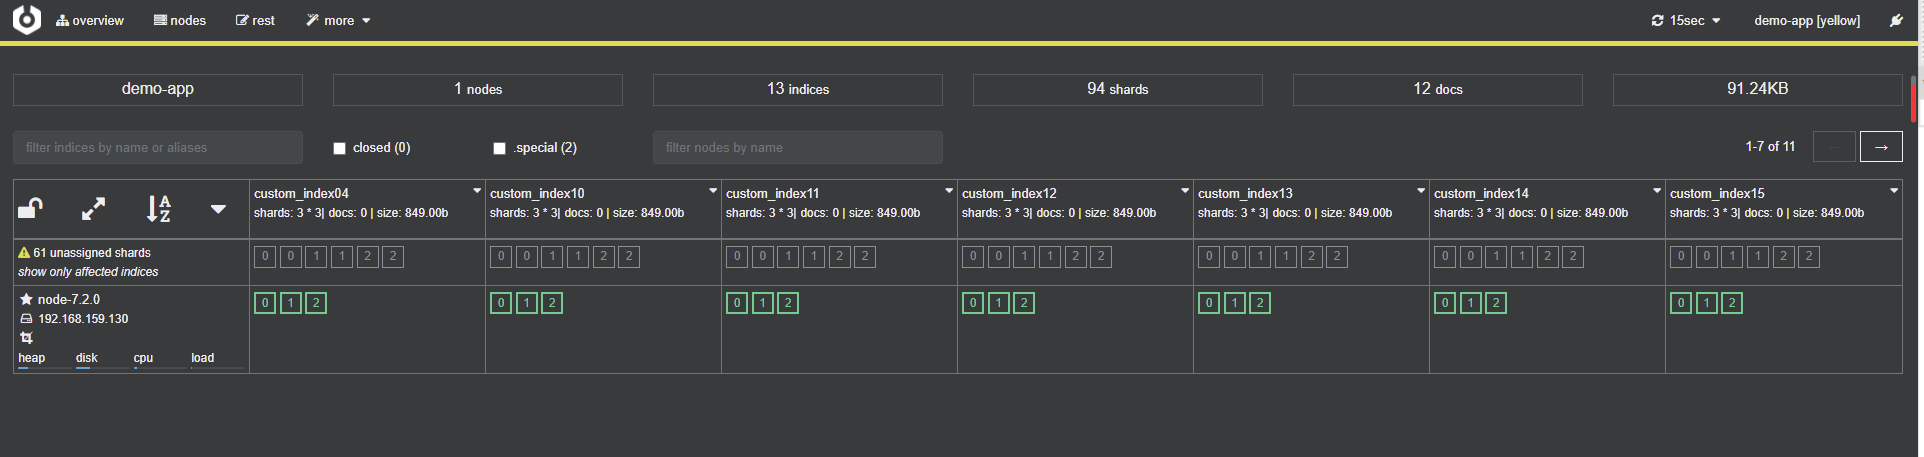 overview nodes rest more 15sec demo-app [yellow]
demo-app 1 nodes 13 indices 94 shards 12 docs 91.24KB
filter indices by name or aliases closed (0) .special (2) filter nodes by name 1-7 of 11 ← →
A
Z
custom_index04 custom_index10 custom_index11 custom_index12 custom_index13 custom_index14 custom_index15
shards: 3 * 3| docs: 0 | size: 849.00b shards: 3 * 3| docs: 0 | size: 849.00b shards: 3 * 3| docs: 0 | size: 849.00b shards: 3 * 3| docs: 0 | size: 849.00b shards: 3 * 3| docs: 0 | size: 849.00b shards: 3 * 3| docs: 0 | size: 849.00b shards: 3 * 3| docs: 0 | size: 849.00b
61 unassigned shards 0 0 1 1 2 2 0 0 1 1 2 2 0 0 1 1 2 2 0 0 1 1 2 2 0 0 1 1 2 2 0 0 1 1 2 2 0 0 1 1 2 2
show only affected indices
node-7.2.0 0 1 2 0 1 2 0 1 2 0 1 2 0 1 2 0 1 2 0 1 2
192.168.159.130
heap disk cpu load